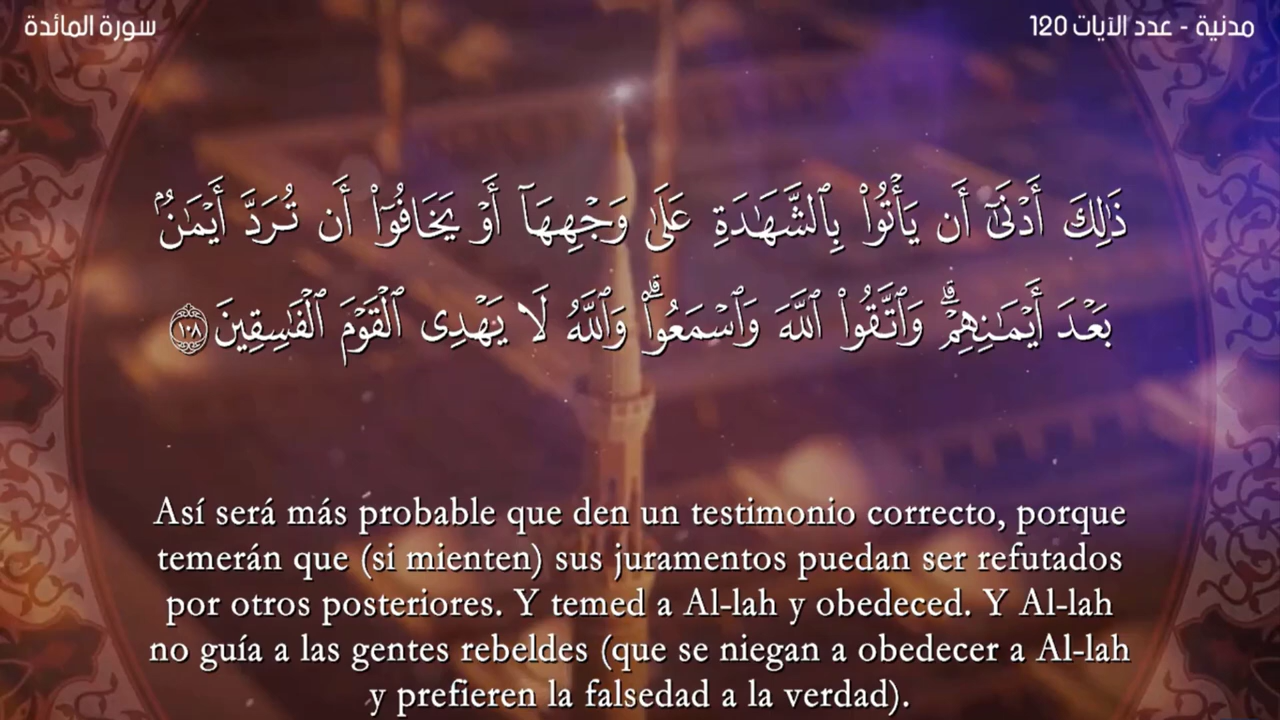 سورة المائدة
مدنية - عدد الآيات 120
ذَٰلِكَ أَدْنَىٰٓ أَن يَأْتُوا۟ بِٱلشَّهَـٰدَةِ عَلَىٰ وَجْهِهَآ أَوْ يَخَافُوٓا۟ أَن تُرَدَّ أَيْمَـٰنٌۢ
بَعْدَ أَيْمَـٰنِهِمْ ۗ وَٱتَّقُوا۟ ٱللَّهَ وَٱسْمَعُوا۟ ۗ وَٱللَّهُ لَا يَهْدِى ٱلْقَوْمَ ٱلْفَـٰسِقِينَ ١٠٨
Así será más probable que den un testimonio correcto, porque
temerán que (si mienten) sus juramentos puedan ser refutados
por otros posteriores. Y temed a Al-lah y obedeced. Y Al-lah
no guía a las gentes rebeldes (que se niegan a obedecer a Al-lah
y prefieren la falsedad a la verdad).